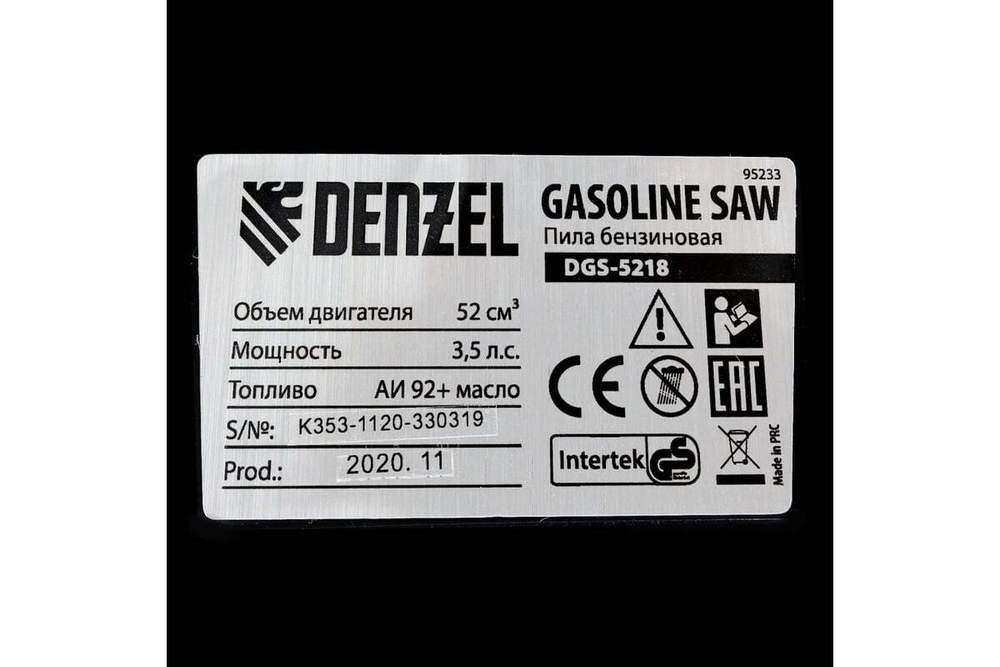 DENZEL
95233
GASOLINE SAW
Пила бензиновая
DGS-5218
Объем двигателя 52 см³
Мощность 3,5 л.с.
Топливо АИ 92+ масло
S/№: K353-1120-330319
Prod.: 2020. 11
CE
EAC
Intertek GS
Made in PRC